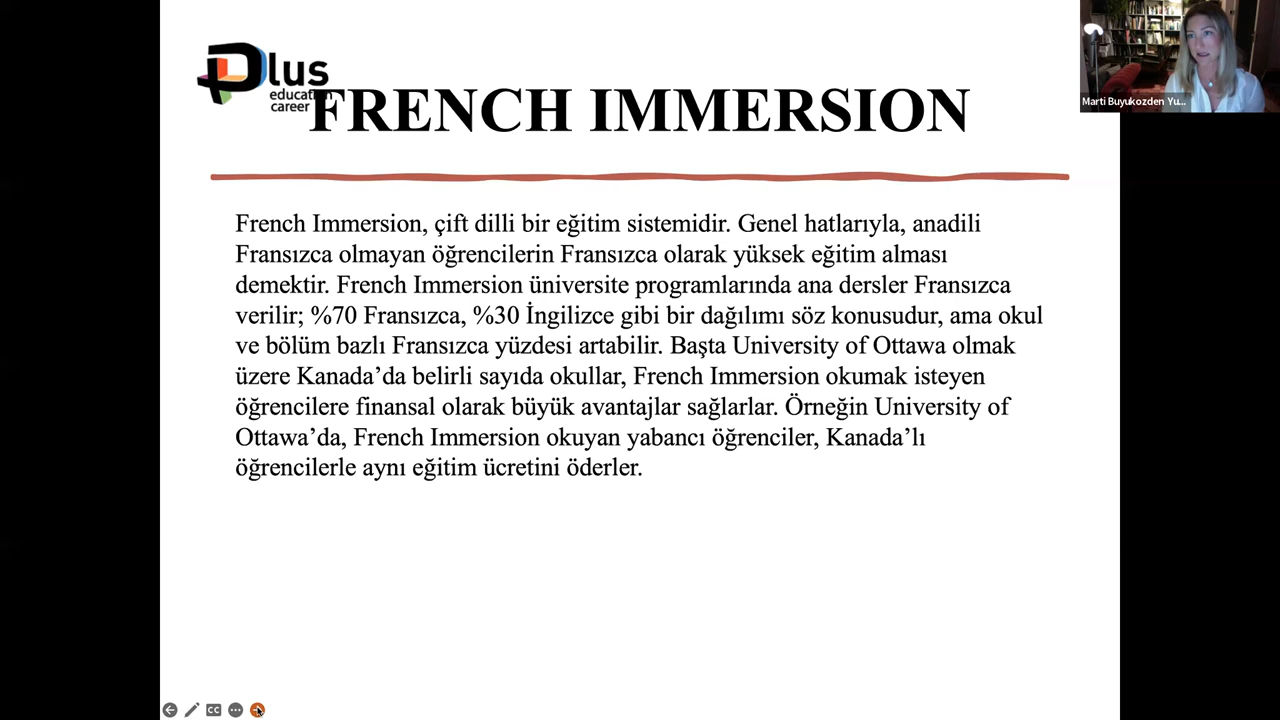 Plus
education
career
FRENCH IMMERSION
Marti Buyukozden Yu...
French Immersion, çift dilli bir eğitim sistemidir. Genel hatlarıyla, anadili
Fransızca olmayan öğrencilerin Fransızca olarak yüksek eğitim alması
demektir. French Immersion üniversite programlarında ana dersler Fransızca
verilir; %70 Fransızca, %30 İngilizce gibi bir dağılımı söz konusudur, ama okul
ve bölüm bazlı Fransızca yüzdesi artabilir. Başta University of Ottawa olmak
üzere Kanada’da belirli sayıda okullar, French Immersion okumak isteyen
öğrencilere finansal olarak büyük avantajlar sağlarlar. Örneğin University of
Ottawa’da, French Immersion okuyan yabancı öğrenciler, Kanada’lı
öğrencilerle aynı eğitim ücretini öderler.
CC